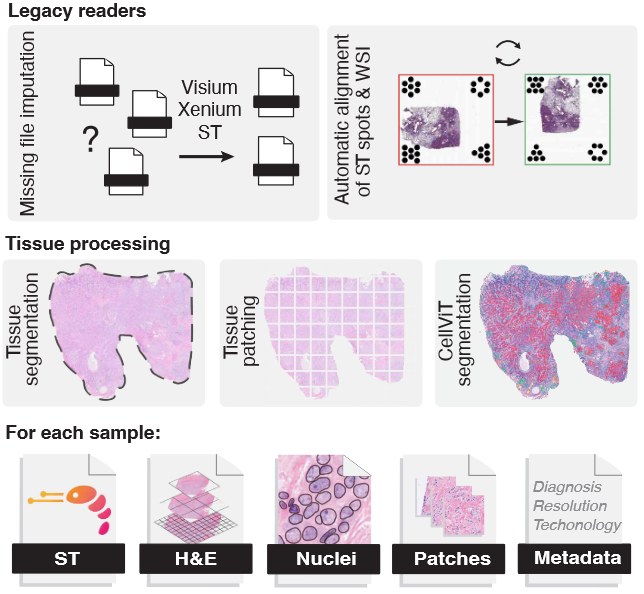 Legacy readers
Missing file imputation
?
Visium
Xenium
ST
Automatic alignment
of ST spots & WSI
Tissue processing
Tissue
segmentation
Tissue
patching
CellViT
segmentation
For each sample:
ST
H&E
Nuclei
Patches
Diagnosis
Resolution
Techonology
Metadata